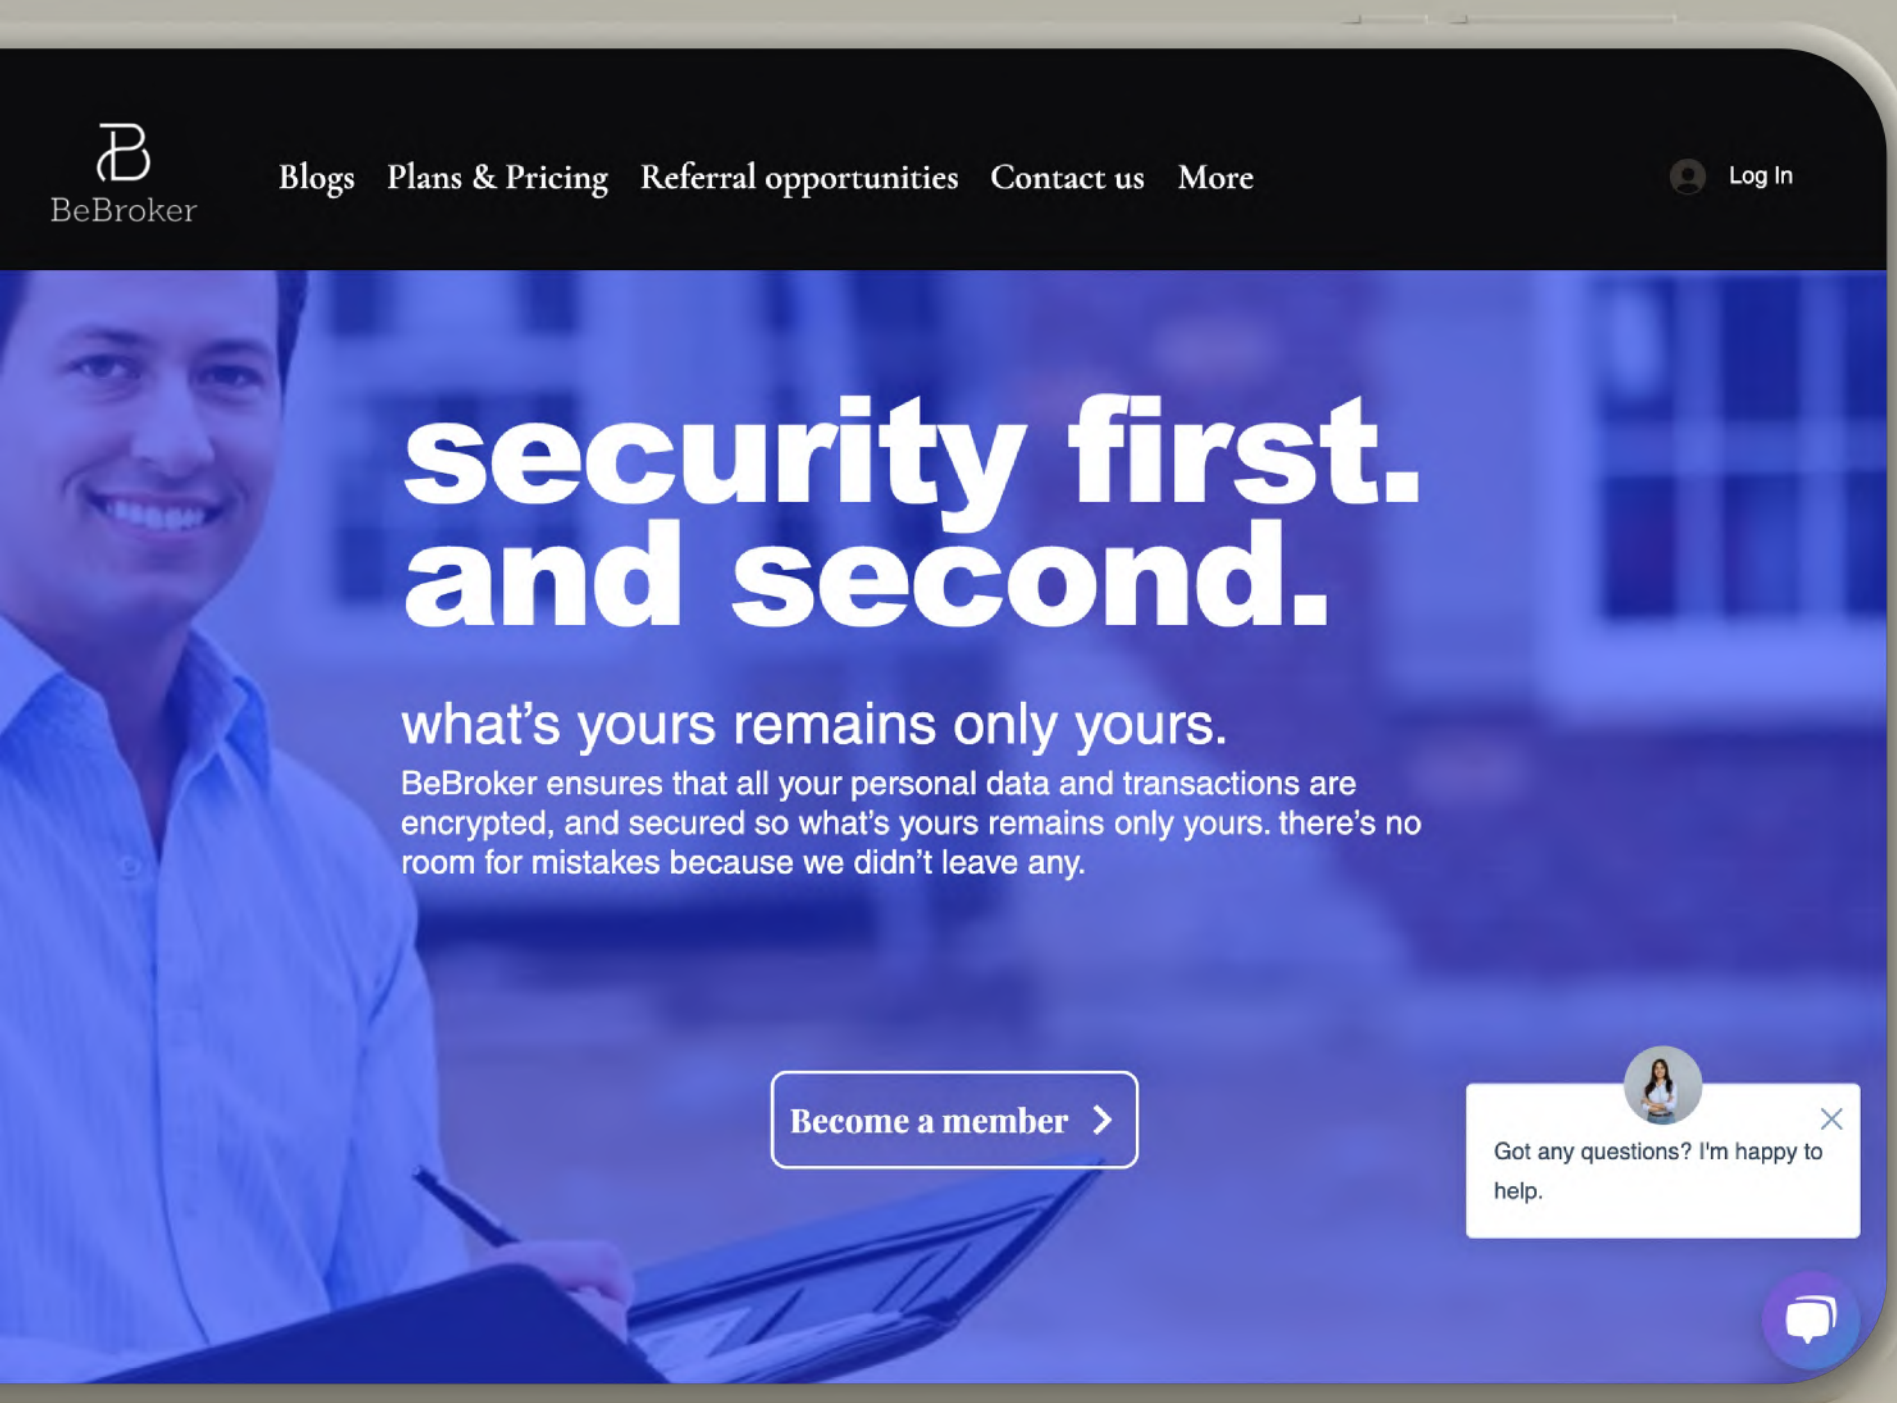 BeBroker
Blogs
Plans & Pricing
Referral opportunities
Contact us
More
Log In
security first.
and second.
what's yours remains only yours.
BeBroker ensures that all your personal data and transactions are
encrypted, and secured so what's yours remains only yours. there's no
room for mistakes because we didn't leave any.
Become a member
Got any questions? I'm happy to
help.